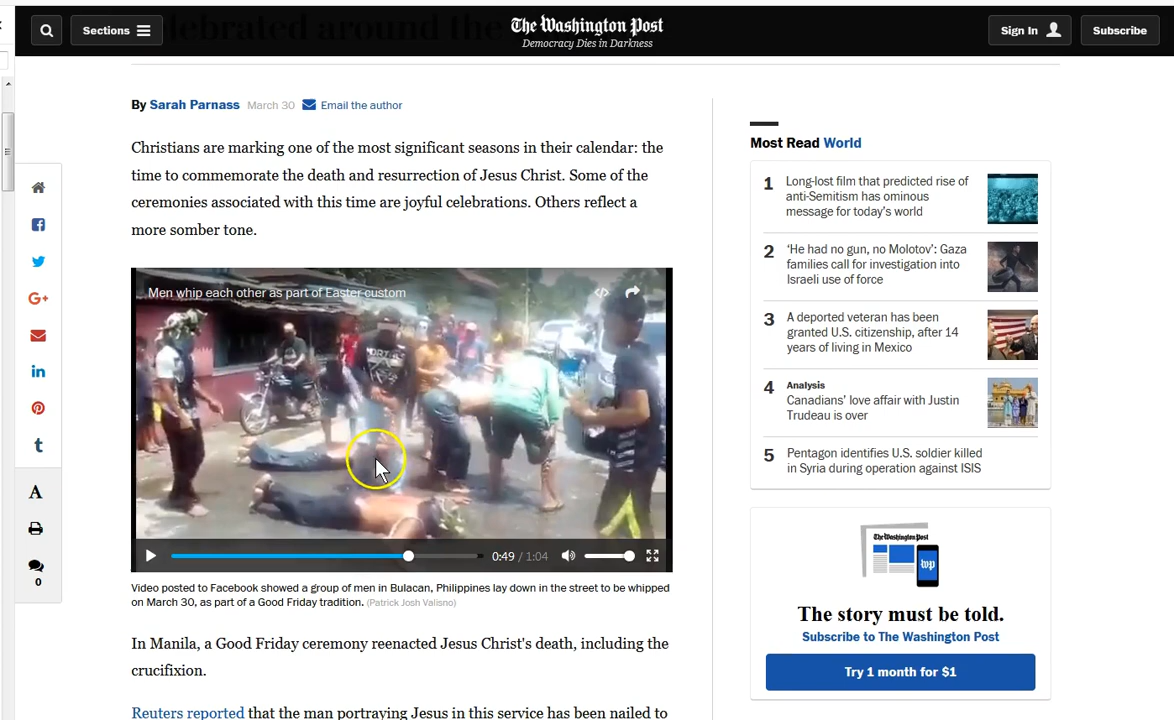 celebrated around the
Sections
The Washington Post
Democracy Dies in Darkness
Sign In
Subscribe
By Sarah Parnass March 30 Email the author
Christians are marking one of the most significant seasons in their calendar: the
time to commemorate the death and resurrection of Jesus Christ. Some of the
ceremonies associated with this time are joyful celebrations. Others reflect a
more somber tone.
Men whip each other as part of Easter custom
0:49 / 1:04
Video posted to Facebook showed a group of men in Bulacan, Philippines lay down in the street to be whipped
on March 30, as part of a Good Friday tradition. (Patrick Josh Valisno)
In Manila, a Good Friday ceremony reenacted Jesus Christ's death, including the
crucifixion.
Reuters reported that the man portraying Jesus in this service has been nailed to
G+
in
t
A
0
Most Read World
1 Long-lost film that predicted rise of
anti-Semitism has ominous
message for today's world
2 'He had no gun, no Molotov': Gaza
families call for investigation into
Israeli use of force
3 A deported veteran has been
granted U.S. citizenship, after 14
years of living in Mexico
4 Analysis
Canadians' love affair with Justin
Trudeau is over
5 Pentagon identifies U.S. soldier killed
in Syria during operation against ISIS
The Washington Post
wp
The story must be told.
Subscribe to The Washington Post
Try 1 month for $1